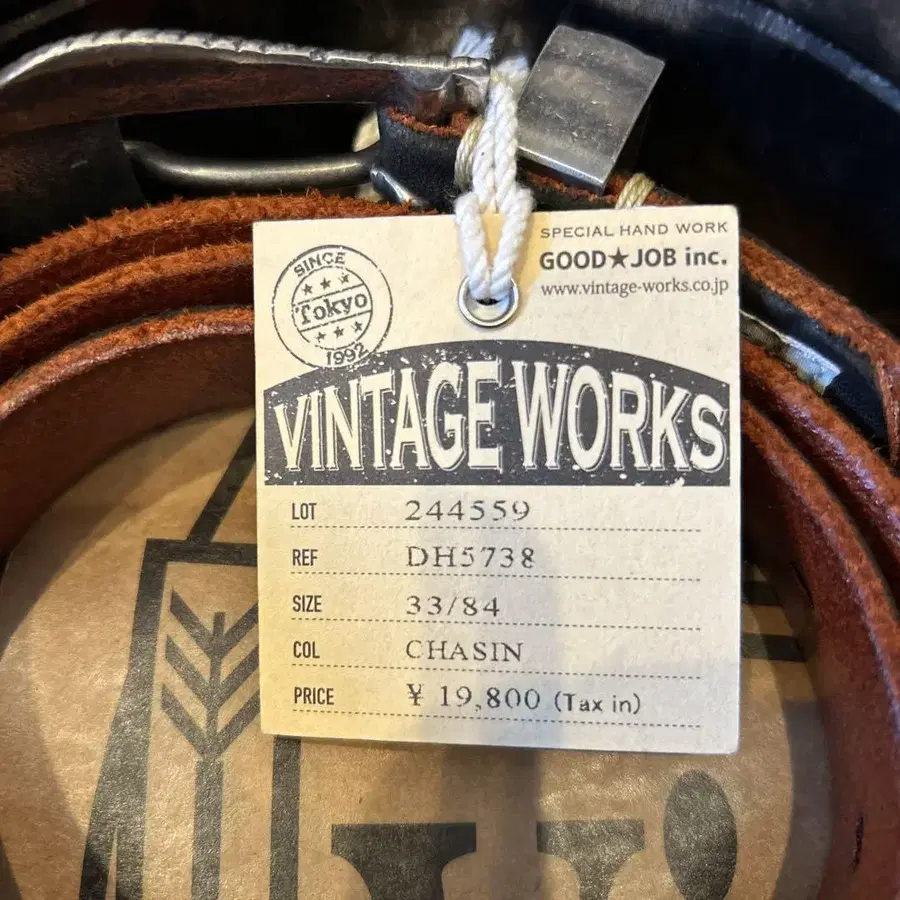 SINCE
Tokyo
1992
SPECIAL HAND WORK
GOOD★JOB inc.
www.vintage-works.co.jp
VINTAGE WORKS
LOT 244559
REF DH5738
SIZE 33/84
COL CHASIN
PRICE ¥ 19,800 (Tax in)